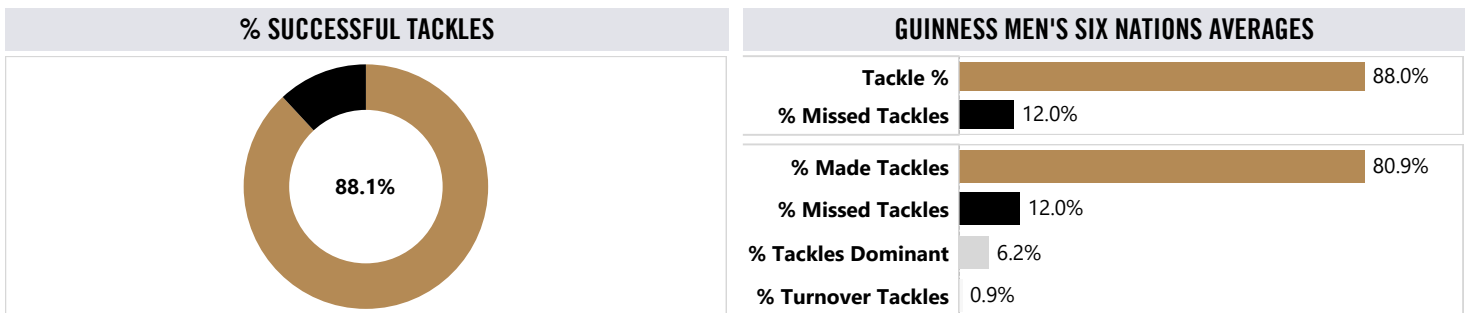 % SUCCESSFUL TACKLES
88.1%
GUINNESS MEN'S SIX NATIONS AVERAGES
Tackle % 88.0%
% Missed Tackles 12.0%
% Made Tackles 80.9%
% Missed Tackles 12.0%
% Tackles Dominant 6.2%
% Turnover Tackles 0.9%